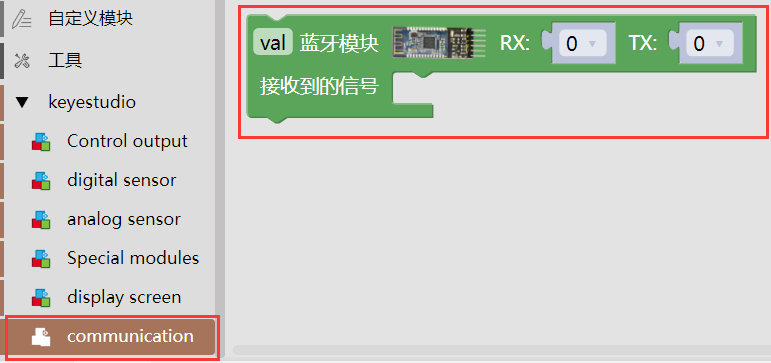 自定义模块
工具
keyestudio
Control output
digital sensor
analog sensor
Special modules
display screen
communication
val 蓝牙模块 RX: 0 TX: 0
接收到的信号